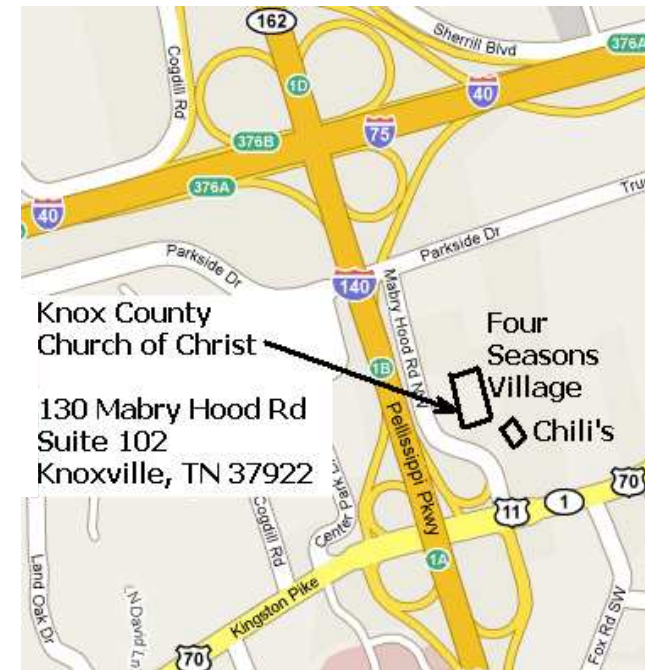 162
Sherrill Blvd
376A
Cogdill Rd
1D
40
376B
75
376A
40
Parkside Dr
Parkside Dr
140
Mabry Hood Rd NW
Knox County
Church of Christ
130 Mabry Hood Rd
Suite 102
Knoxville, TN 37922
Four
Seasons
Village
Chili's
1B
Pellissippi Pkwy
70
1
11
Center Park
Cogdill Rd
1A
Land Oak Dr
N David Ln
Kingston Pike
Fox Rd SW
70